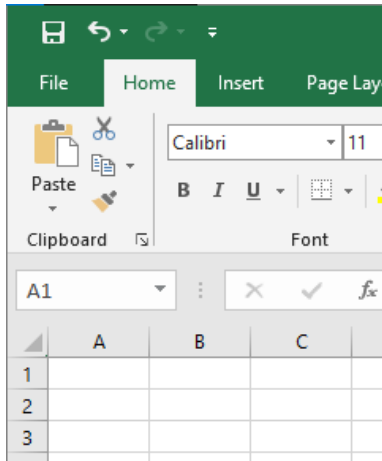 File Home Insert Page Lay
Calibri 11
Paste B I U
Clipboard Font
A1 fx
A B C
1
2
3